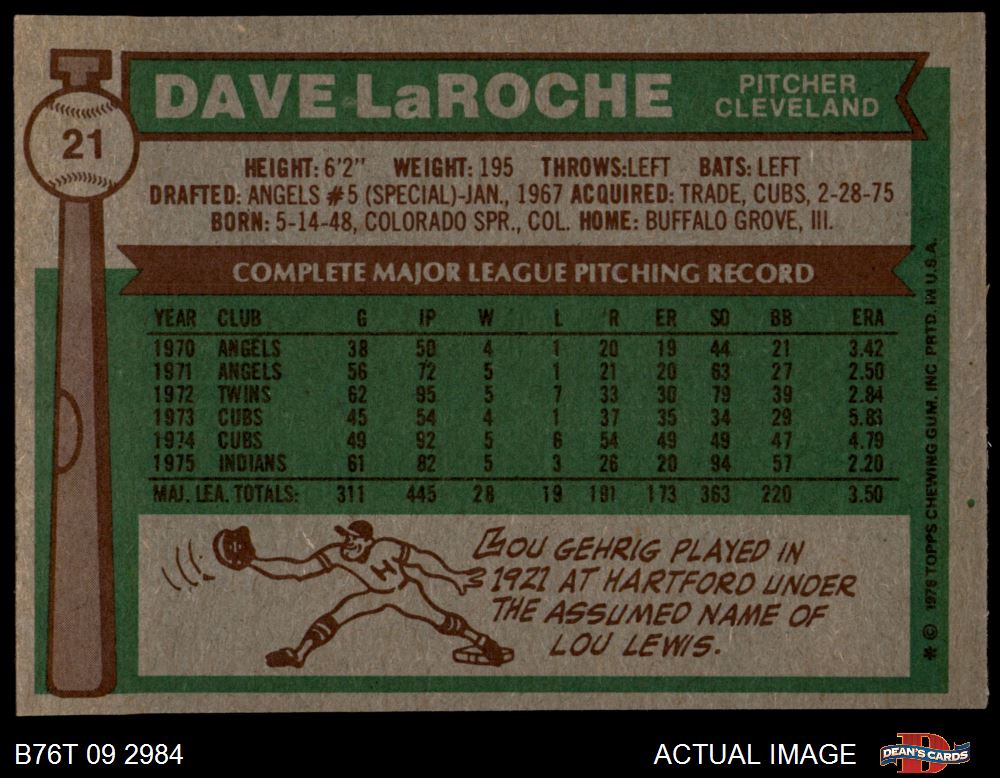 21
DAVE LaROCHE
PITCHER
CLEVELAND
HEIGHT: 6'2" WEIGHT: 195 THROWS:LEFT BATS: LEFT
DRAFTED: ANGELS #5 (SPECIAL)-JAN., 1967 ACQUIRED: TRADE, CUBS, 2-28-75
BORN: 5-14-48, COLORADO SPR., COL. HOME: BUFFALO GROVE, Ill.
COMPLETE MAJOR LEAGUE PITCHING RECORD
YEAR CLUB G IP W L R ER SO BB ERA
1970 ANGELS 38 50 4 1 20 19 44 21 3.42
1971 ANGELS 56 72 5 1 21 20 63 27 2.50
1972 TWINS 62 95 5 7 33 30 79 39 2.84
1973 CUBS 45 54 4 1 37 35 34 29 5.83
1974 CUBS 49 92 5 6 54 49 49 47 4.79
1975 INDIANS 61 82 5 3 26 20 94 57 2.20
MAJ. LEA. TOTALS: 311 445 28 19 191 173 363 220 3.50
H
LOU GEHRIG PLAYED IN
1921 AT HARTFORD UNDER
THE ASSUMED NAME OF
LOU LEWIS.
* © 1976 TOPPS CHEWING GUM, INC PRTD. IN U.S.A.
B76T 09 2984
ACTUAL IMAGE
D
DEAN'S CARDS